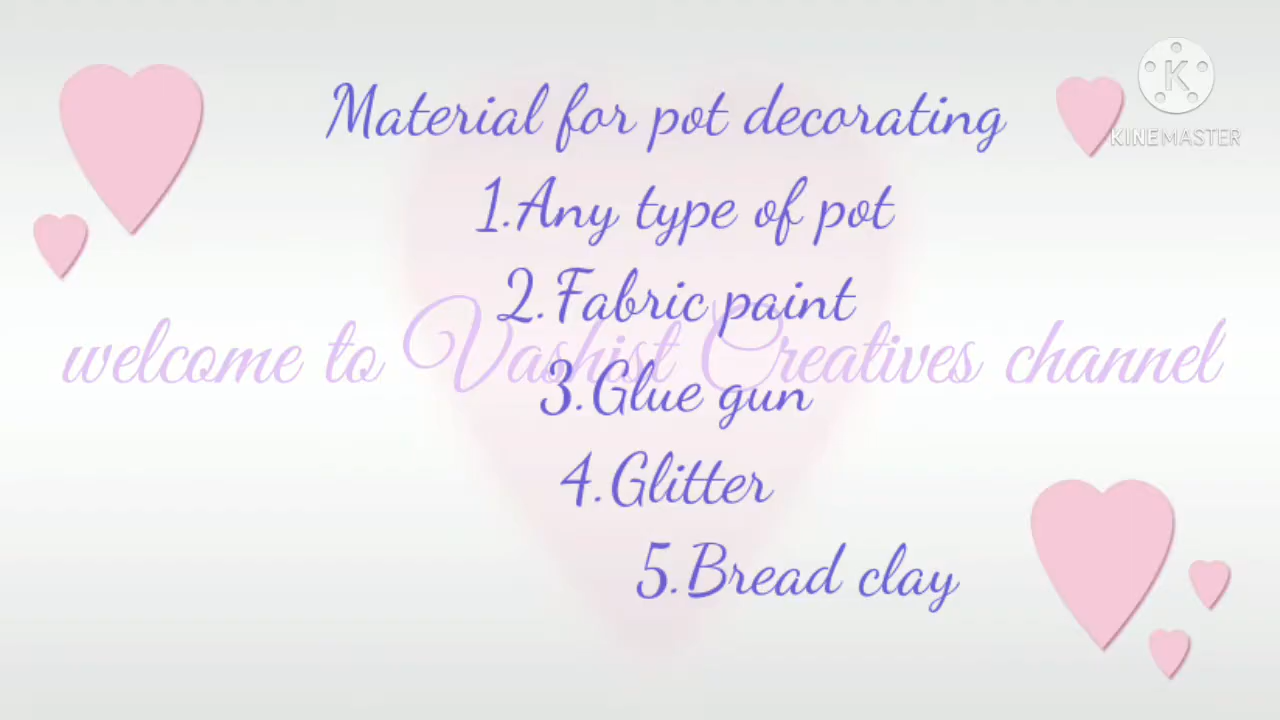 Material for pot decorating
1.Any type of pot
2.Fabric paint
welcome to Vashist Creatives channel
3.Glue gun
4.Glitter
5.Bread clay
K
KINEMASTER